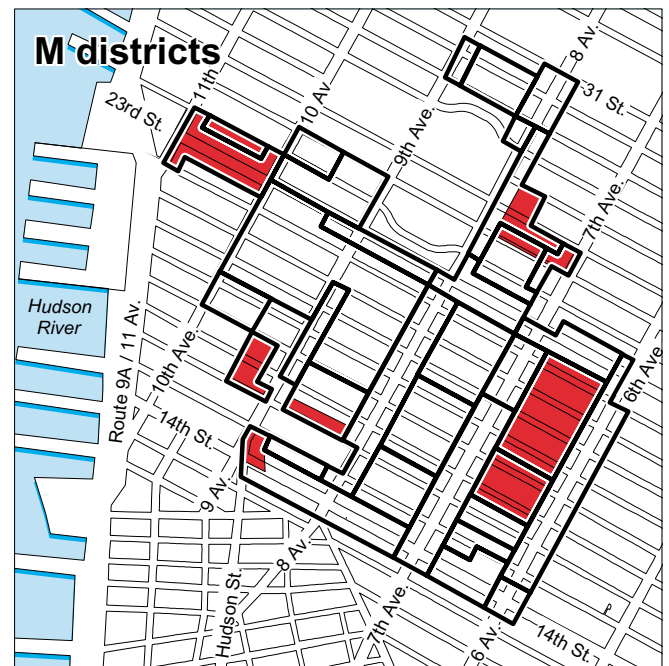 M districts
11th
10 Av.
23rd St.
9th Ave.
8 Av.
31 St.
7th Ave.
Hudson
River
Route 9A / 11 Av.
10th Ave.
6th Ave.
14th St.
9 Av.
8 Av.
Hudson St.
7th Ave.
6 Av.
14th St.